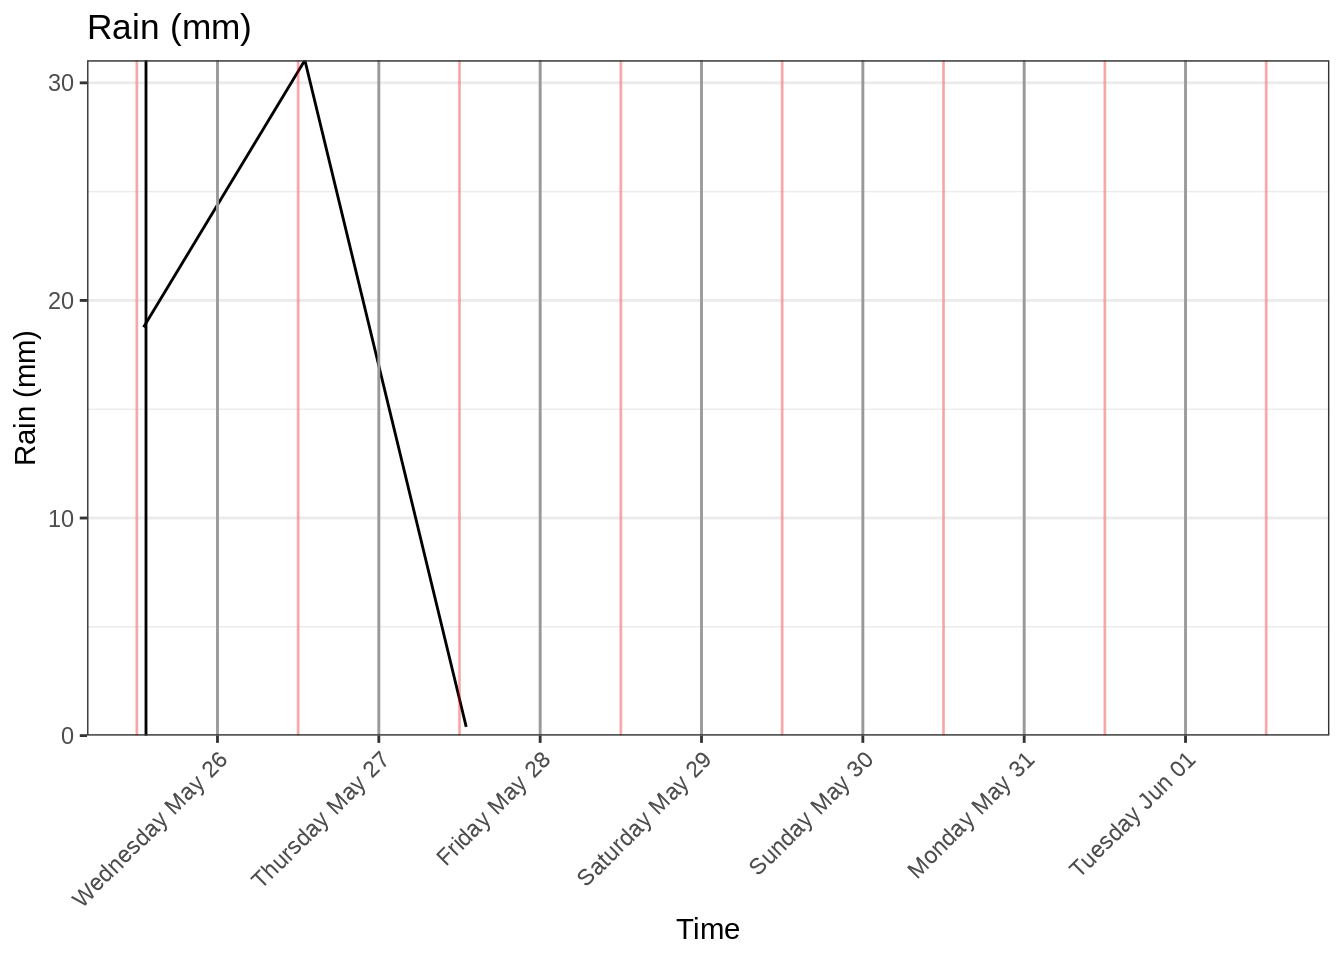 Rain (mm)
30
20
10
0
Rain (mm)
Wednesday May 26
Thursday May 27
Friday May 28
Saturday May 29
Sunday May 30
Monday May 31
Tuesday Jun 01
Time